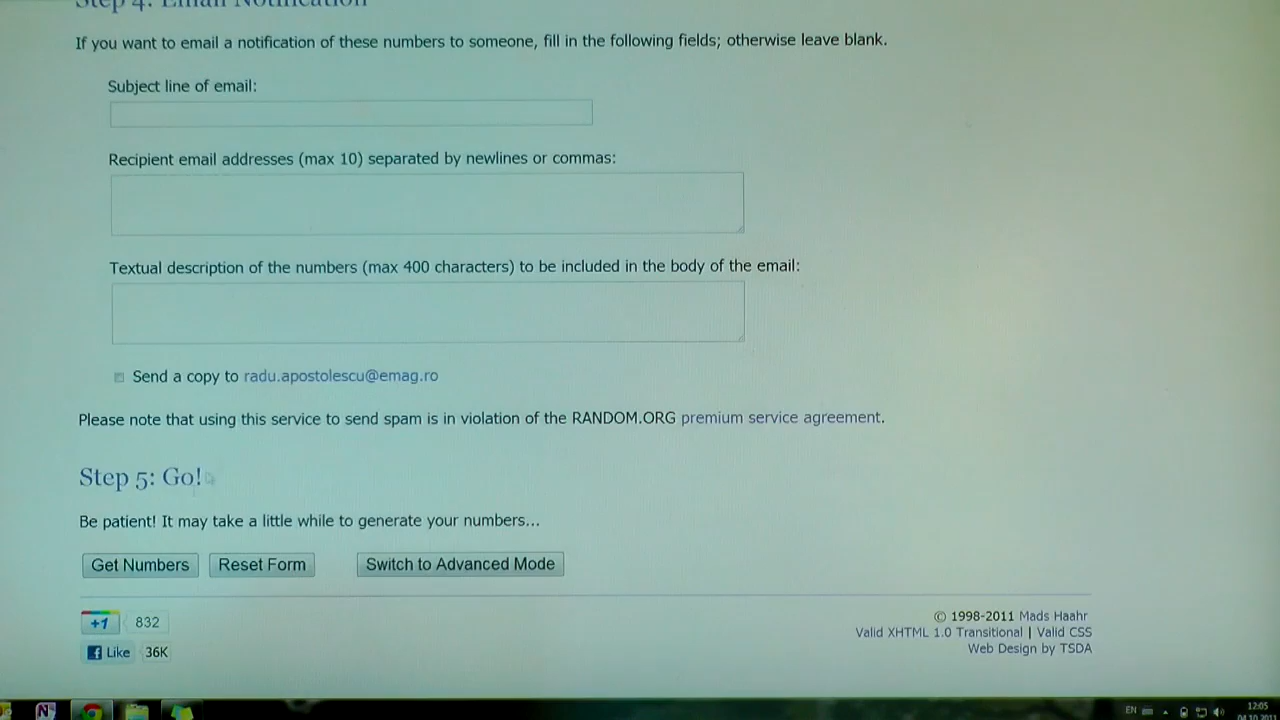 Step 4: Email Notification
If you want to email a notification of these numbers to someone, fill in the following fields; otherwise leave blank.
Subject line of email:
Recipient email addresses (max 10) separated by newlines or commas:
Textual description of the numbers (max 400 characters) to be included in the body of the email:
Send a copy to radu.apostolescu@emag.ro
Please note that using this service to send spam is in violation of the RANDOM.ORG premium service agreement.
Step 5: Go!
Be patient! It may take a little while to generate your numbers...
Get Numbers Reset Form Switch to Advanced Mode
+1 832
Like 36K
© 1998-2011 Mads Haahr
Valid XHTML 1.0 Transitional | Valid CSS
Web Design by TSDA
N EN 12:05